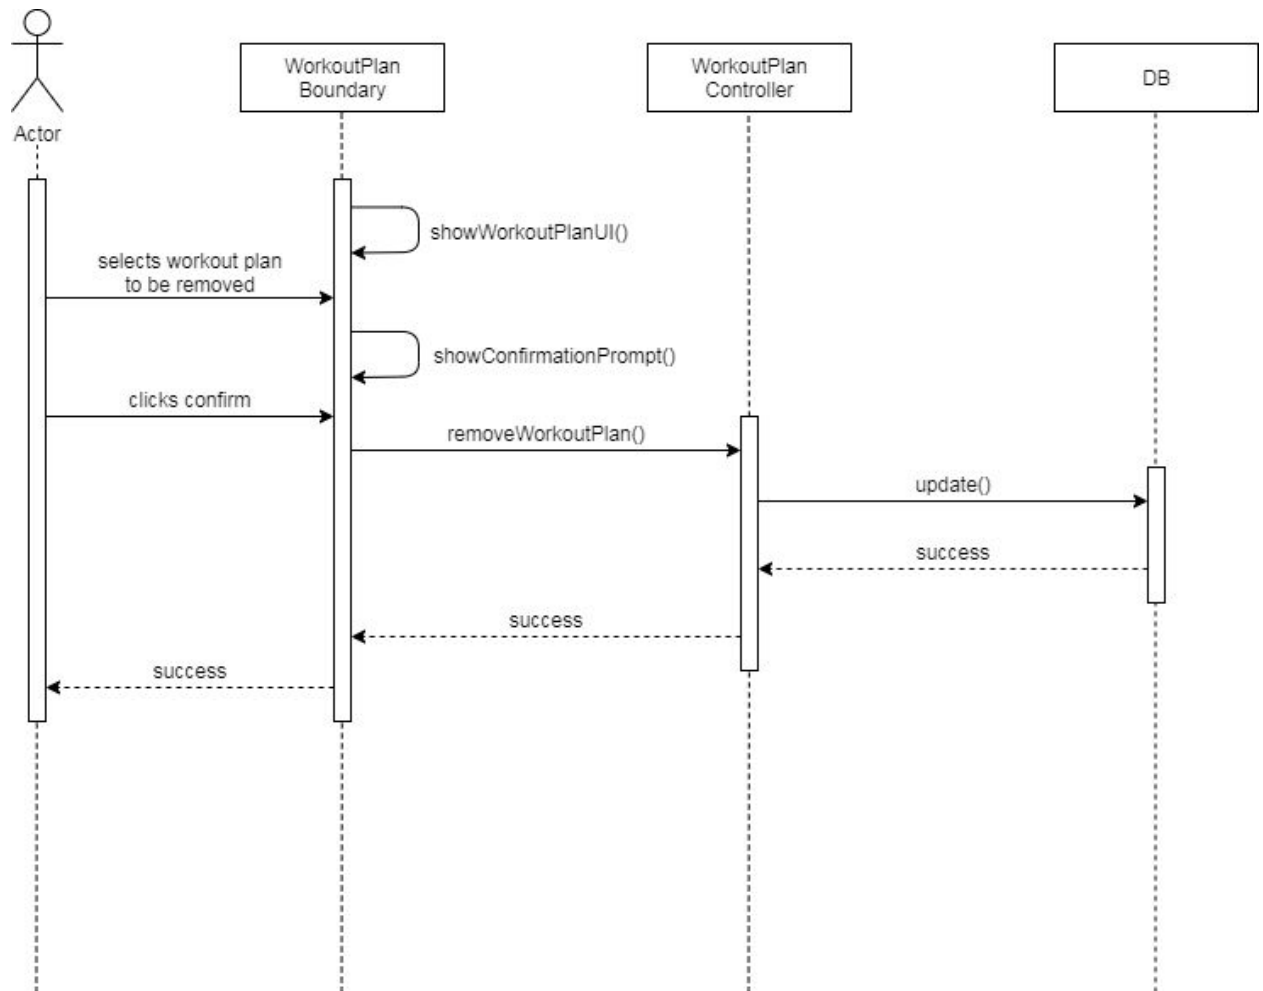 WorkoutPlan
Boundary
WorkoutPlan
Controller
DB
Actor
showWorkoutPlanUI()
selects workout plan
to be removed
showConfirmationPrompt()
clicks confirm
removeWorkoutPlan()
update()
success
success
success